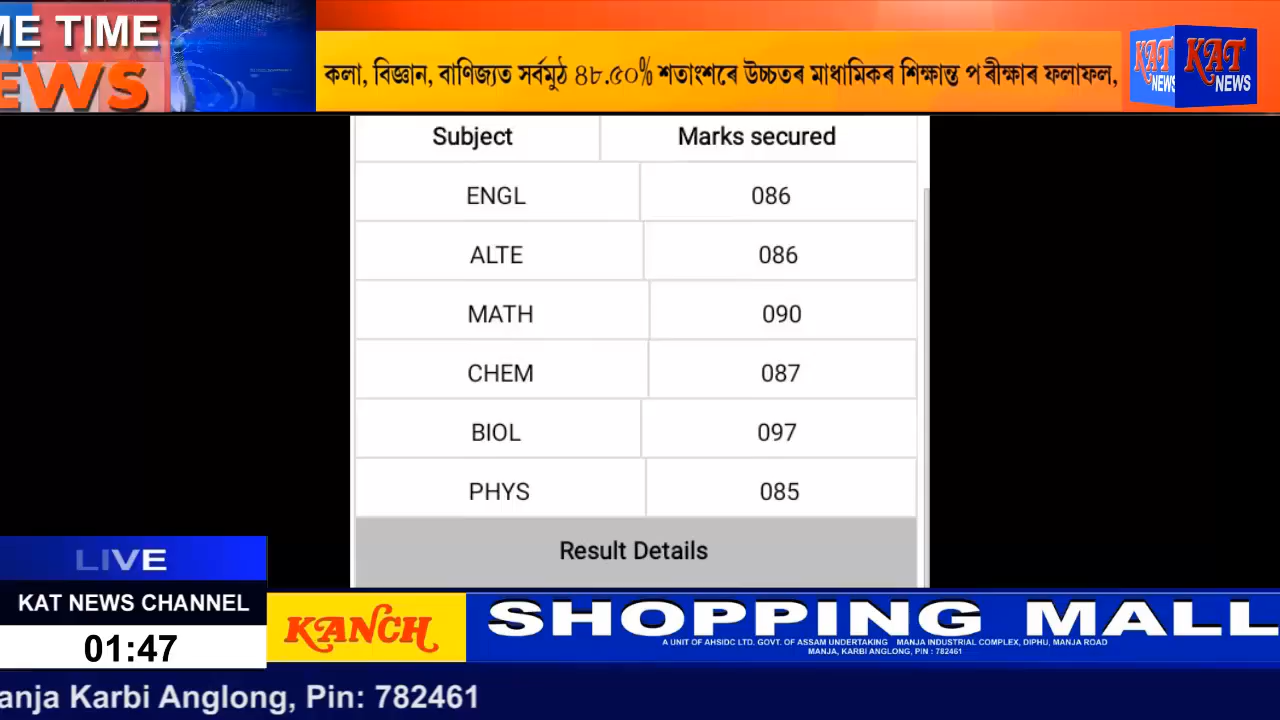 ME TIME
EWS
কলা, বিজ্ঞান, বাণিজ্যত সৰ্বমুঠ ৪৮.৫০% শতাংশৰে উচ্চতৰ মাধ্যমিকৰ শিক্ষান্ত পৰীক্ষাৰ ফলাফল,
KAT NEWS KAT NEWS
Subject Marks secured
ENGL 086
ALTE 086
MATH 090
CHEM 087
BIOL 097
PHYS 085
Result Details
LIVE
KAT NEWS CHANNEL
01:47
KANCH
SHOPPING MALL
A UNIT OF AHSIDC LTD. GOVT. OF ASSAM UNDERTAKING MANJA INDUSTRIAL COMPLEX, DIPHU, MANJA ROAD
MANJA, KARBI ANGLONG, PIN : 782461
anja Karbi Anglong, Pin: 782461